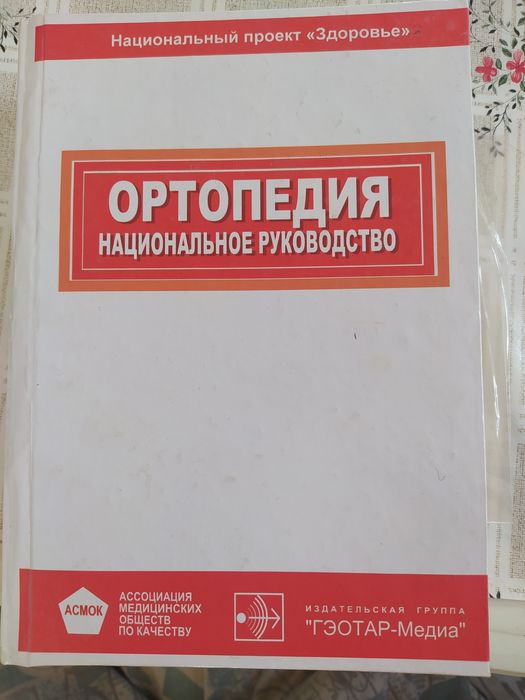 Национальный проект «Здоровье»
ОРТОПЕДИЯ
НАЦИОНАЛЬНОЕ РУКОВОДСТВО
АСМОК
АССОЦИАЦИЯ
МЕДИЦИНСКИХ
ОБЩЕСТВ
ПО КАЧЕСТВУ
ИЗДАТЕЛЬСКАЯ ГРУППА
"ГЭОТАР-Медиа"